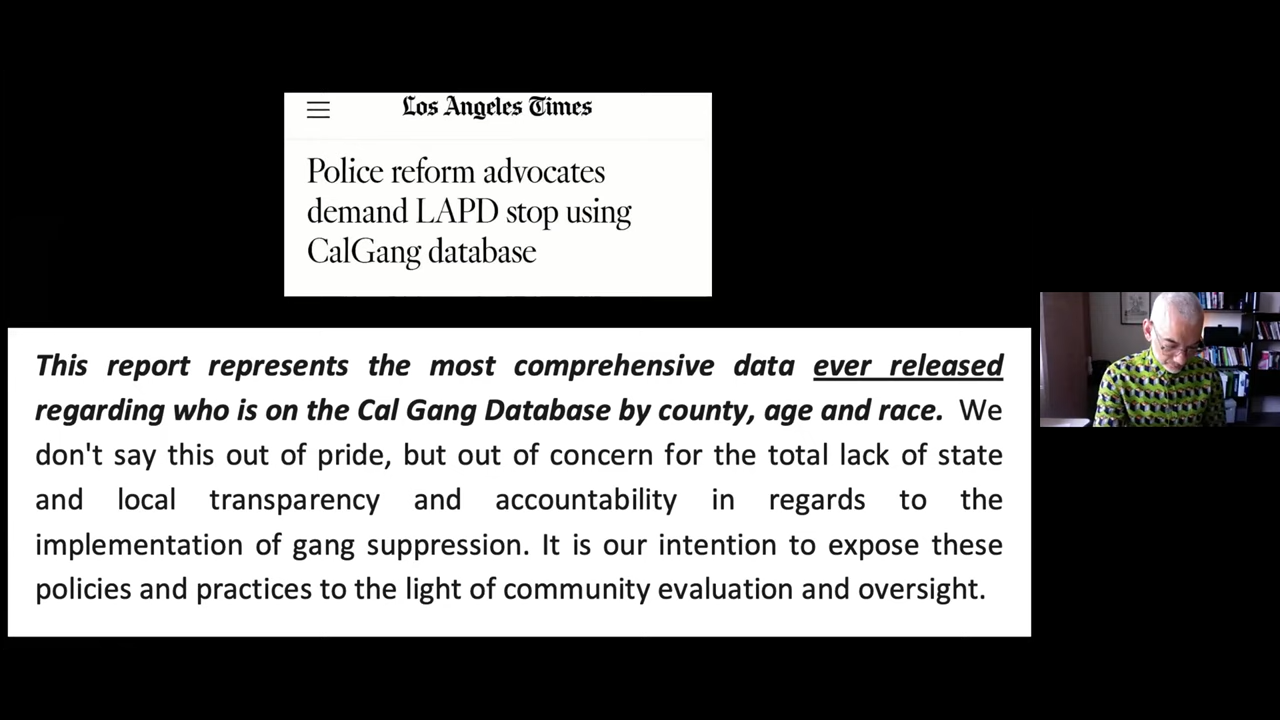 Los Angeles Times
Police reform advocates
demand LAPD stop using
CalGang database
This report represents the most comprehensive data ever released
regarding who is on the Cal Gang Database by county, age and race. We
don't say this out of pride, but out of concern for the total lack of state
and local transparency and accountability in regards to the
implementation of gang suppression. It is our intention to expose these
policies and practices to the light of community evaluation and oversight.